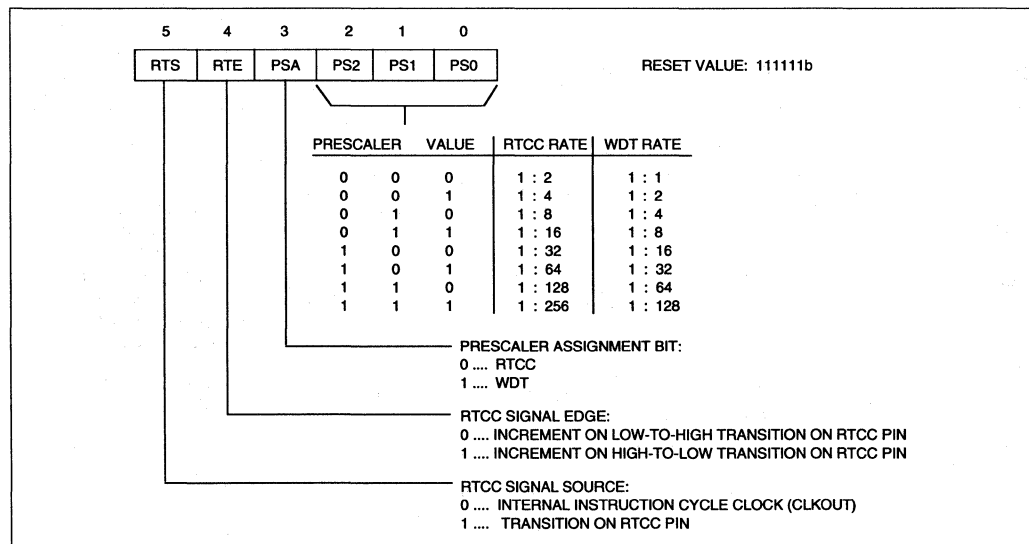 5 4 3 2 1 0
RTS RTE PSA PS2 PS1 PS0 RESET VALUE: 111111b
PRESCALER VALUE RTCC RATE WDT RATE
0 0 0 1 : 2 1 : 1
0 0 1 1 : 4 1 : 2
0 1 0 1 : 8 1 : 4
0 1 1 1 : 16 1 : 8
1 0 0 1 : 32 1 : 16
1 0 1 1 : 64 1 : 32
1 1 0 1 : 128 1 : 64
1 1 1 1 : 256 1 : 128
PRESCALER ASSIGNMENT BIT:
0 .... RTCC
1 .... WDT
RTCC SIGNAL EDGE:
0 .... INCREMENT ON LOW-TO-HIGH TRANSITION ON RTCC PIN
1 .... INCREMENT ON HIGH-TO-LOW TRANSITION ON RTCC PIN
RTCC SIGNAL SOURCE:
0 .... INTERNAL INSTRUCTION CYCLE CLOCK (CLKOUT)
1 .... TRANSITION ON RTCC PIN